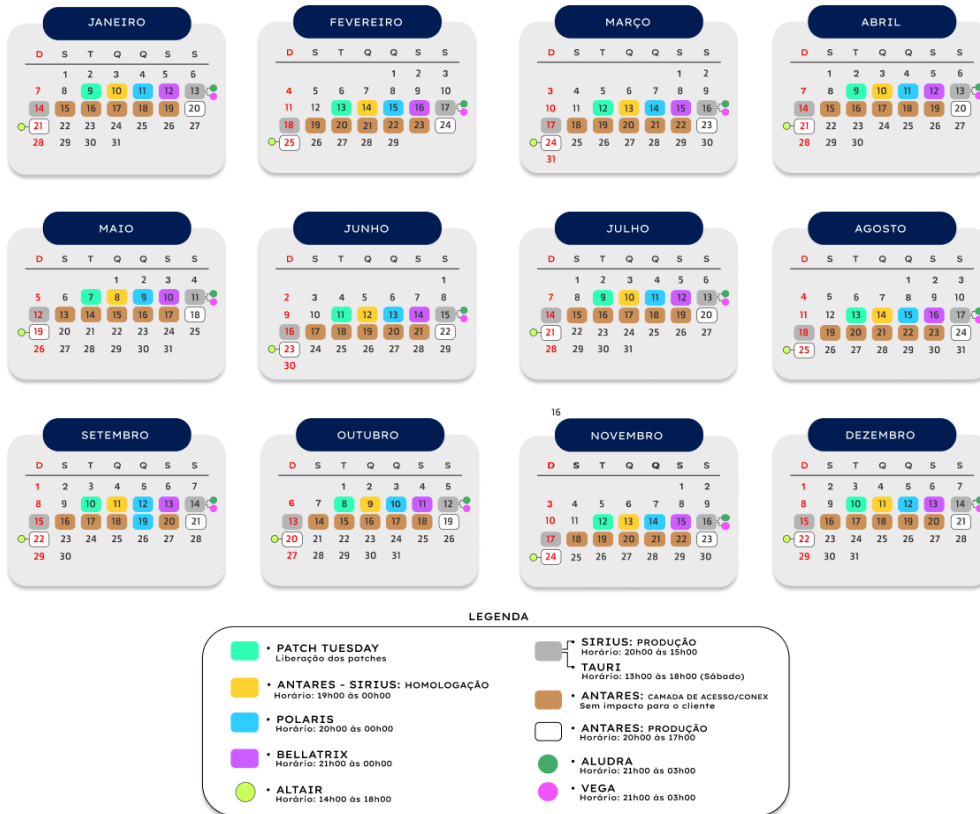 JANEIRO
D S T Q Q S S
1 2 3 4 5 6
7 8 9 10 11 12 13
14 15 16 17 18 19 20
21 22 23 24 25 26 27
28 29 30 31
FEVEREIRO
D S T Q Q S S
1 2 3
4 5 6 7 8 9 10
11 12 13 14 15 16 17
18 19 20 21 22 23 24
25 26 27 28 29
MARÇO
D S T Q Q S S
1 2
3 4 5 6 7 8 9
10 11 12 13 14 15 16
17 18 19 20 21 22 23
24 25 26 27 28 29 30
31
ABRIL
D S T Q Q S S
1 2 3 4 5 6
7 8 9 10 11 12 13
14 15 16 17 18 19 20
21 22 23 24 25 26 27
28 29 30
MAIO
D S T Q Q S S
1 2 3 4
5 6 7 8 9 10 11
12 13 14 15 16 17 18
19 20 21 22 23 24 25
26 27 28 29 30 31
JUNHO
D S T Q Q S S
1
2 3 4 5 6 7 8
9 10 11 12 13 14 15
16 17 18 19 20 21 22
23 24 25 26 27 28 29
30
JULHO
D S T Q Q S S
1 2 3 4 5 6
7 8 9 10 11 12 13
14 15 16 17 18 19 20
21 22 23 24 25 26 27
28 29 30 31
AGOSTO
D S T Q Q S S
1 2 3
4 5 6 7 8 9 10
11 12 13 14 15 16 17
18 19 20 21 22 23 24
25 26 27 28 29 30 31
SETEMBRO
D S T Q Q S S
1 2 3 4 5 6 7
8 9 10 11 12 13 14
15 16 17 18 19 20 21
22 23 24 25 26 27 28
29 30
OUTUBRO
D S T Q Q S S
1 2 3 4 5
6 7 8 9 10 11 12
13 14 15 16 17 18 19
20 21 22 23 24 25 26
27 28 29 30 31
16
NOVEMBRO
D S T Q Q S S
1 2
3 4 5 6 7 8 9
10 11 12 13 14 15 16
17 18 19 20 21 22 23
24 25 26 27 28 29 30
DEZEMBRO
D S T Q Q S S
1 2 3 4 5 6 7
8 9 10 11 12 13 14
15 16 17 18 19 20 21
22 23 24 25 26 27 28
29 30 31
LEGENDA
• PATCH TUESDAY
Liberação dos patches
• ANTARES - SIRIUS: HOMOLOGAÇÃO
Horário: 19h00 às 00h00
• POLARIS
Horário: 20h00 às 00h00
• BELLATRIX
Horário: 21h00 às 00h00
• ALTAIR
Horário: 14h00 às 18h00
• SIRIUS: PRODUÇÃO
Horário: 20h00 às 15h00
• TAURI
Horário: 13h00 às 18h00 (Sábado)
• ANTARES: CAMADA DE ACESSO/CONEX
Sem impacto para o cliente
• ANTARES: PRODUÇÃO
Horário: 20h00 às 17h00
• ALUDRA
Horário: 21h00 às 03h00
• VEGA
Horário: 21h00 às 03h00